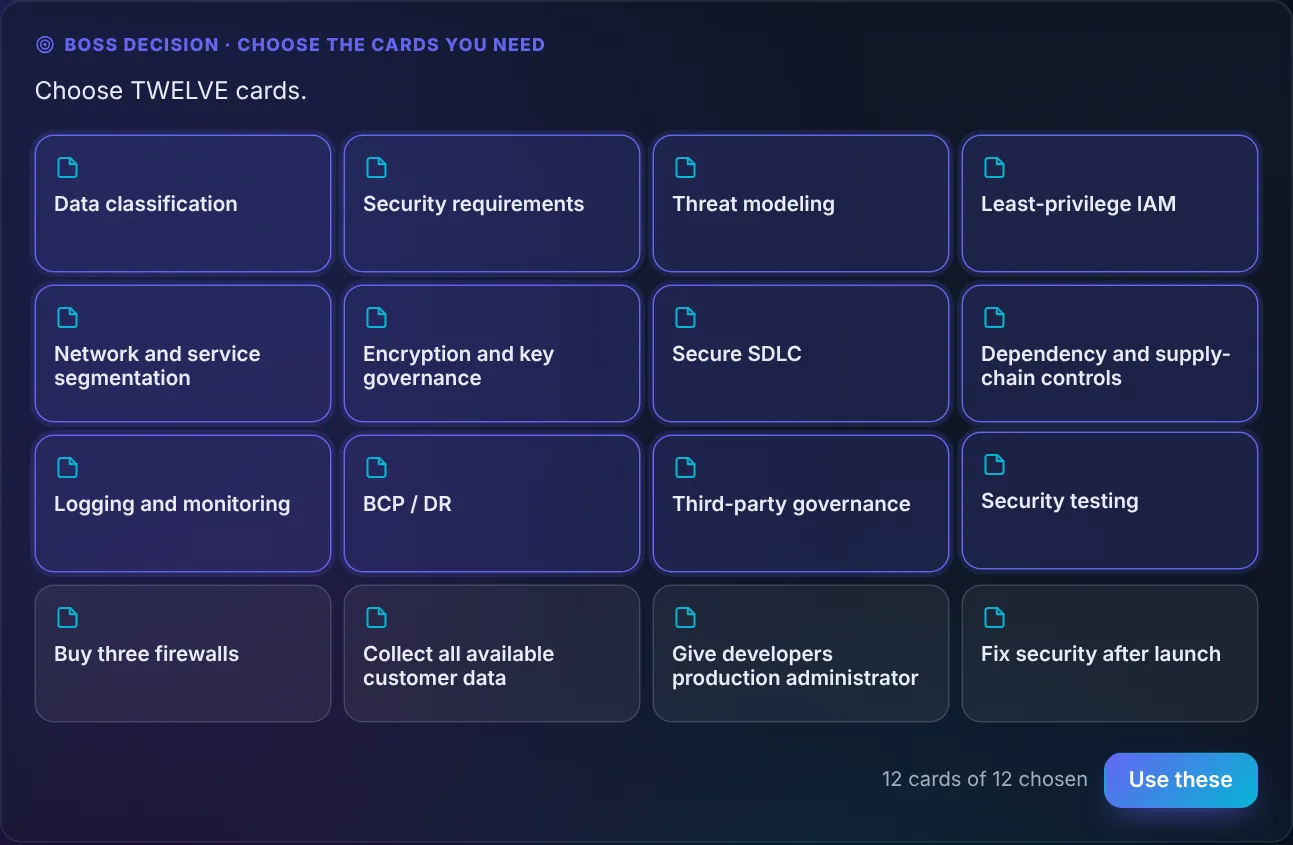 BOSS DECISION · CHOOSE THE CARDS YOU NEED
Choose TWELVE cards.
Data classification
Security requirements
Threat modeling
Least-privilege IAM
Network and service
segmentation
Encryption and key
governance
Secure SDLC
Dependency and supply-
chain controls
Logging and monitoring
BCP / DR
Third-party governance
Security testing
Buy three firewalls
Collect all available
customer data
Give developers
production administrator
Fix security after launch
12 cards of 12 chosen
Use these